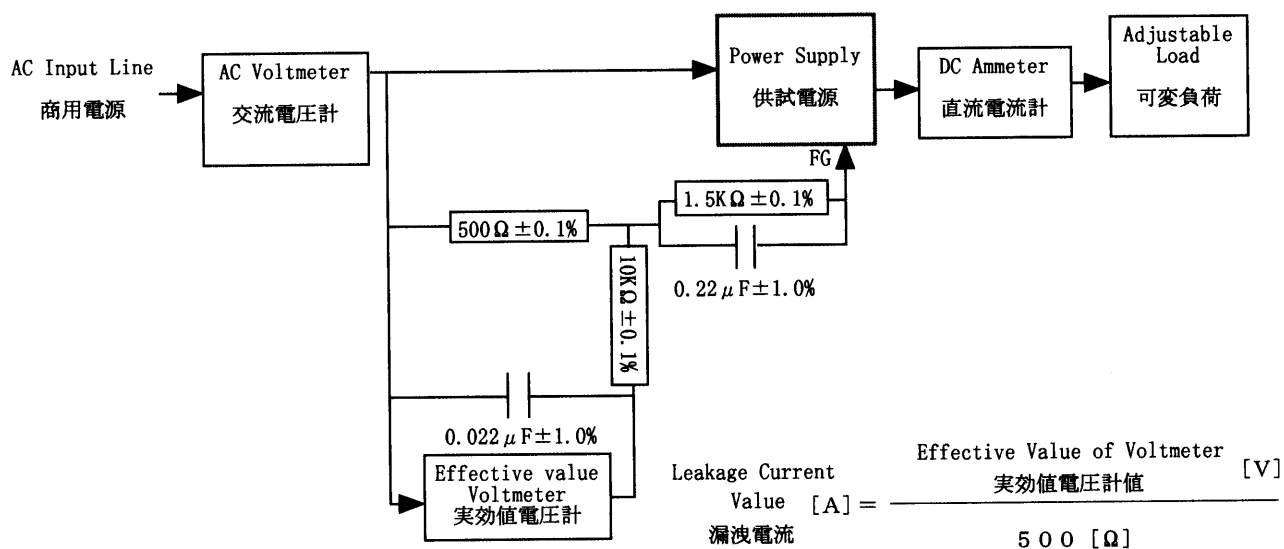 AC Input Line
商用電源
AC Voltmeter
交流電圧計
Power Supply
供試電源
DC Ammeter
直流電流計
Adjustable
Load
可変負荷
FG
1.5KΩ±0.1%
500Ω±0.1%
0.22μF±1.0%
10KΩ±0.1%
0.022μF±1.0%
Effective value
Voltmeter
実効値電圧計
Leakage Current
Value [A]=
漏洩電流
Effective Value of Voltmeter
実効値電圧計値 [V]
500 [Ω]